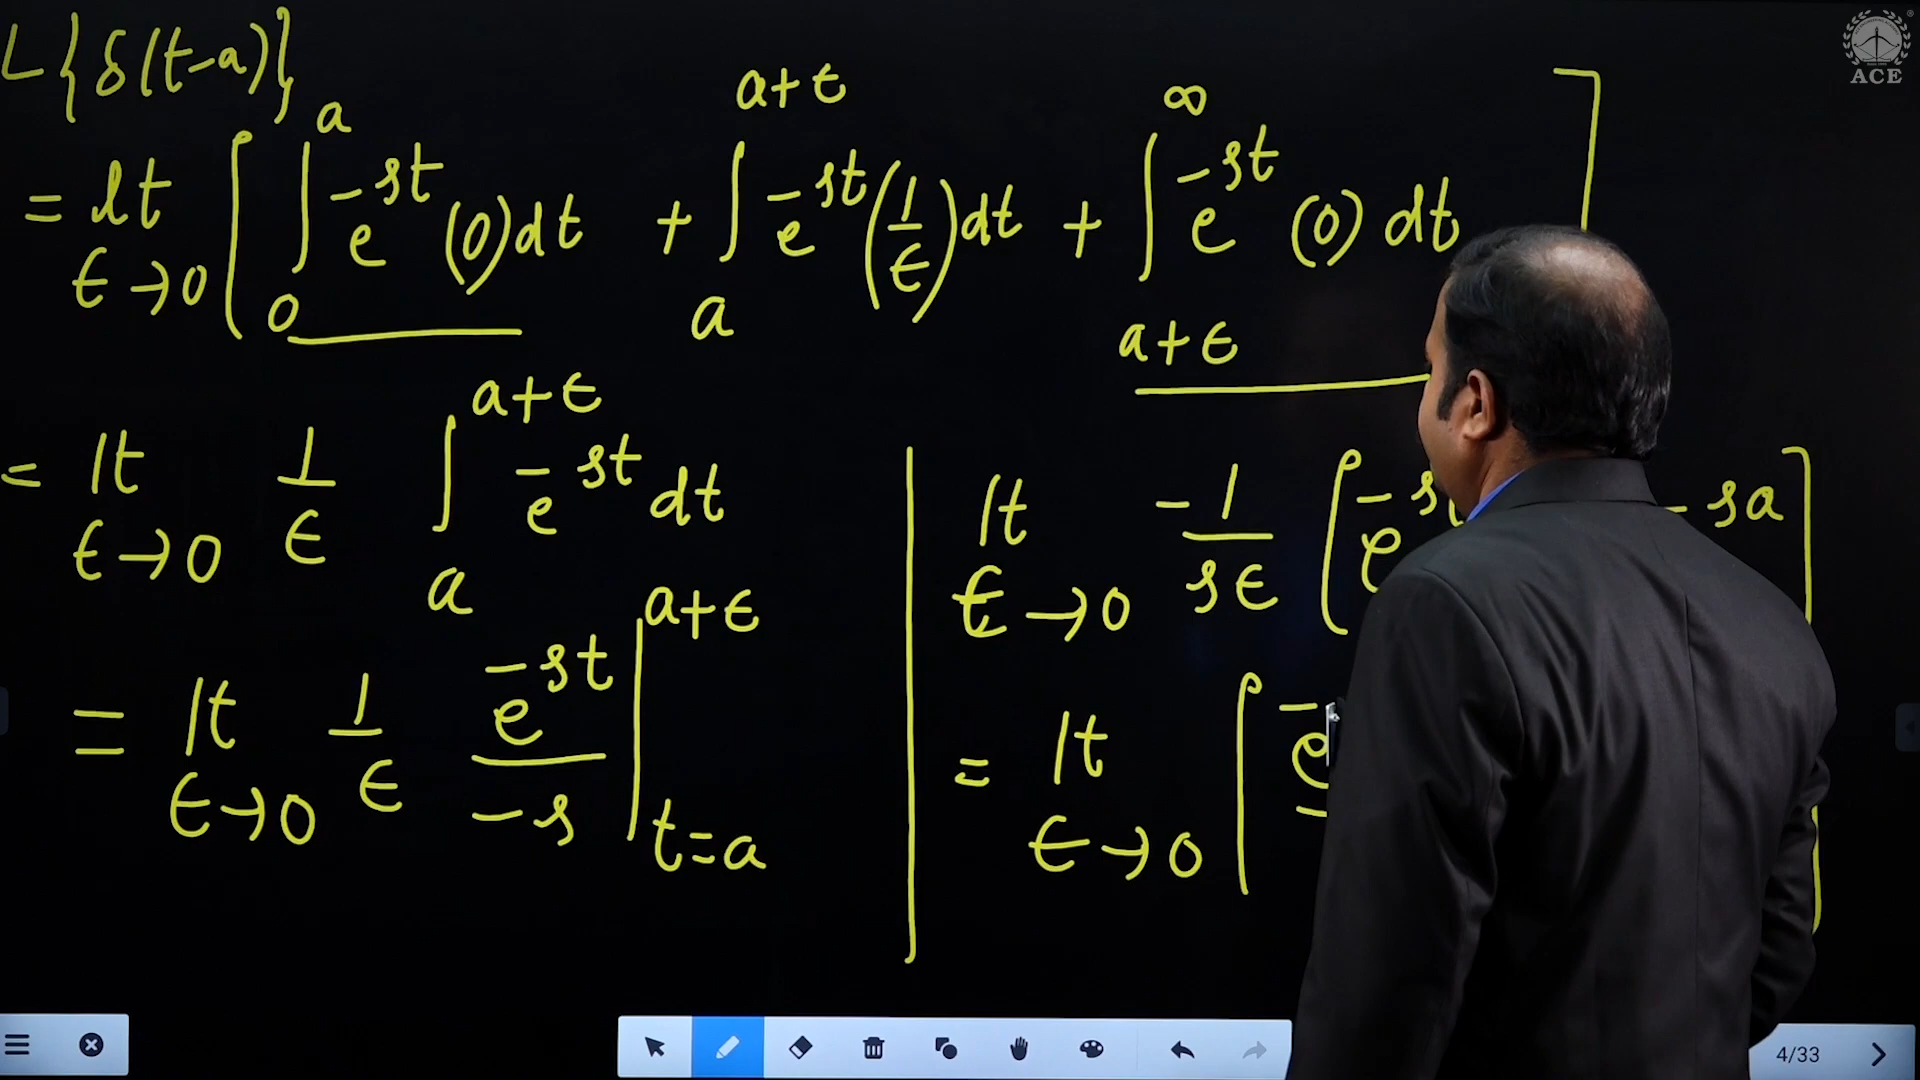 L{δ(t-a)}
= lt ε→0 [ ∫₀ᵃ e^{-st} (0) dt + ∫ₐ^{a+ε} e^{-st} (1/ε) dt + ∫_{a+ε}^{∞} e^{-st} (0) dt ]
= lt ε→0 1/ε ∫ₐ^{a+ε} e^{-st} dt
= lt ε→0 1/ε e^{-st}/-s |_{t=a}^{a+ε}
lt ε→0 -1/sε [ e^{-s -sa ]
= lt ε→0 [ e^-
ACE
4/33